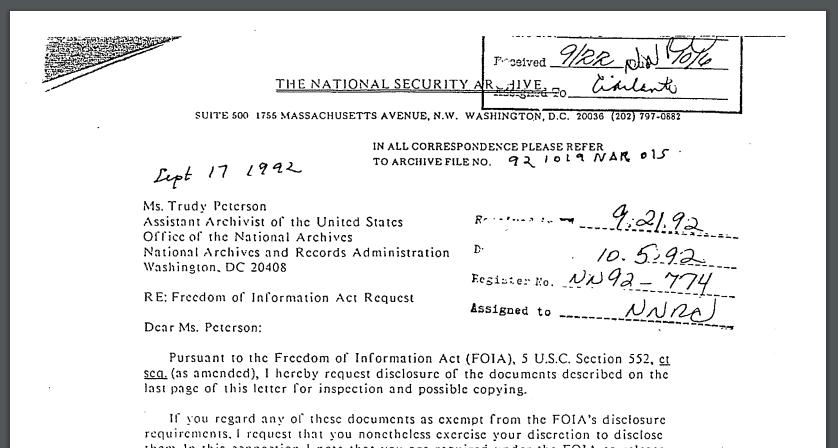 Received 9/22
THE NATIONAL SECURITY ARCHIVE
Assigned To
SUITE 500 1755 MASSACHUSETTS AVENUE, N.W. WASHINGTON, D.C. 20036 (202) 797-0882
IN ALL CORRESPONDENCE PLEASE REFER
TO ARCHIVE FILE NO. 92 1019 NAR 015
Sept 17 1992
Ms. Trudy Peterson
Assistant Archivist of the United States
Office of the National Archives
National Archives and Records Administration
Washington, DC 20408
9.21.92
10.5.92
Register No. NN92-774
Assigned to
RE: Freedom of Information Act Request
Dear Ms. Peterson:
Pursuant to the Freedom of Information Act (FOIA), 5 U.S.C. Section 552, et
seq. (as amended), I hereby request disclosure of the documents described on the
last page of this letter for inspection and possible copying.
If you regard any of these documents as exempt from the FOIA's disclosure
requirements, I request that you nonetheless exercise your discretion to disclose